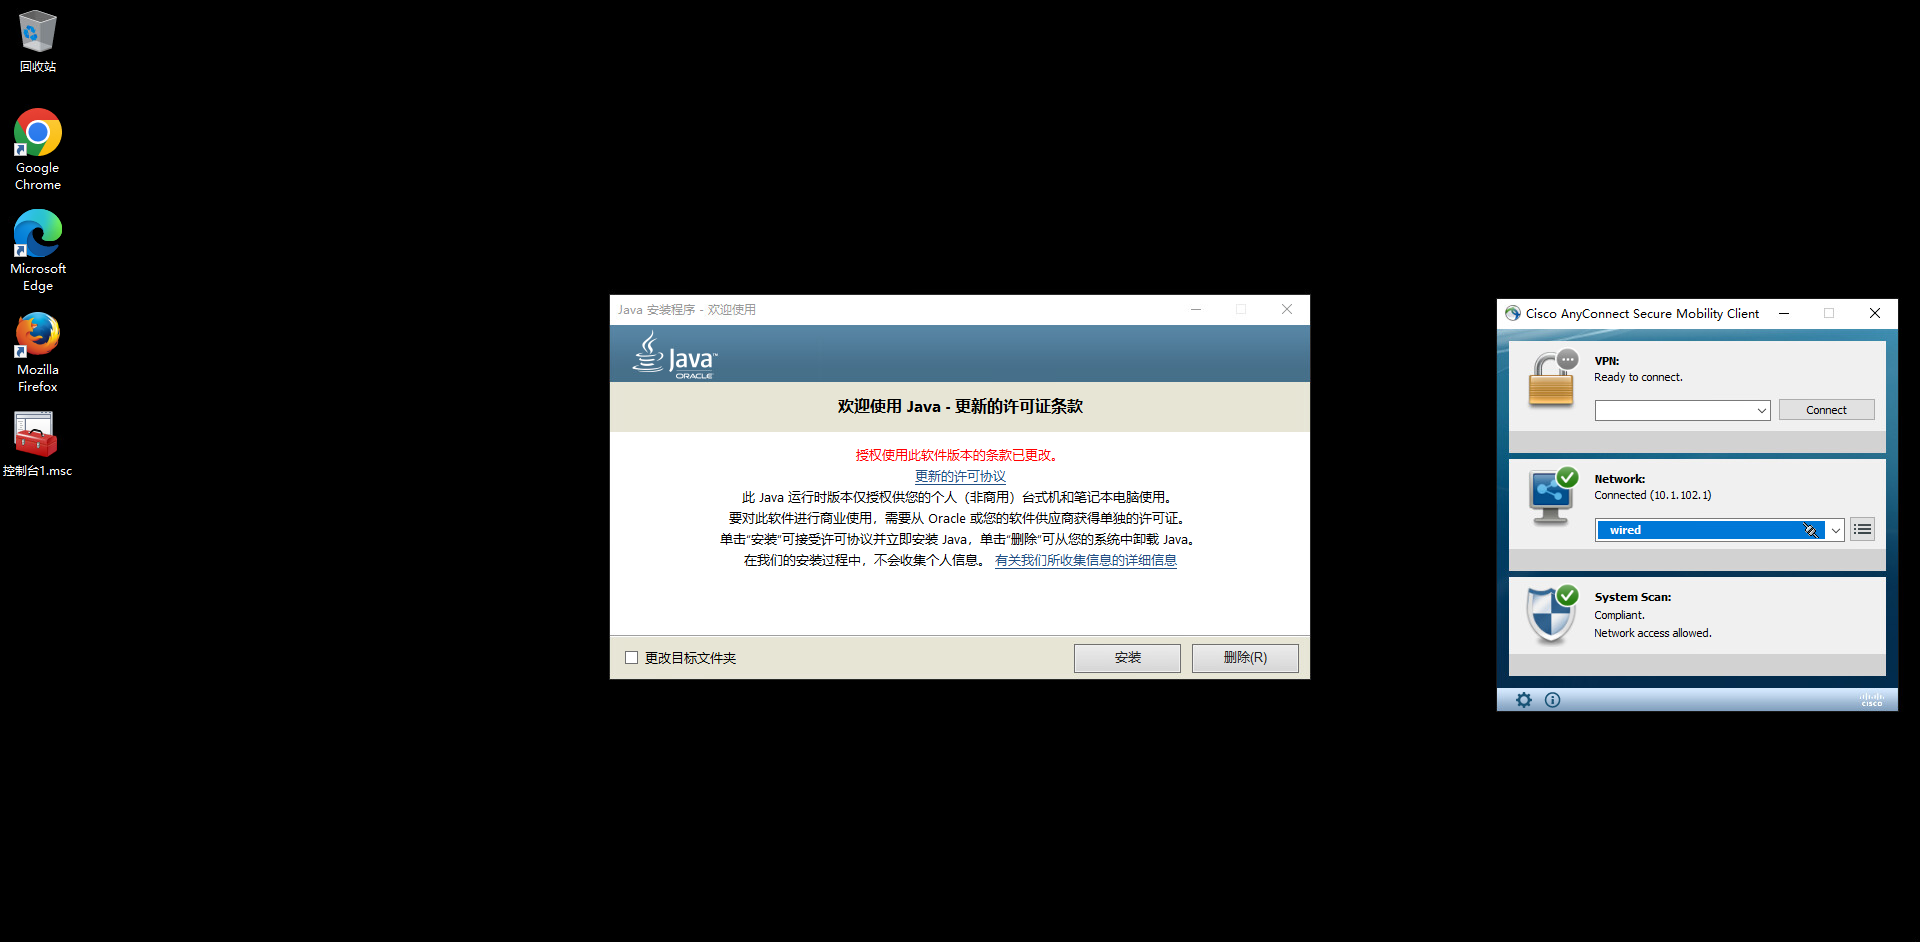 回收站
Google
Chrome
Microsoft
Edge
Mozilla
Firefox
控制台1.msc
Java 安装程序 - 欢迎使用
Java™
ORACLE
欢迎使用 Java - 更新的许可证条款
授权使用此软件版本的条款已更改。
更新的许可协议
此 Java 运行时版本仅授权供您的个人（非商用）台式机和笔记本电脑使用。
要对此软件进行商业使用，需要从 Oracle 或您的软件供应商获得单独的许可证。
单击“安装”可接受许可协议并立即安装 Java，单击“删除”可从您的系统中卸载 Java。
在我们的安装过程中，不会收集个人信息。 有关我们所收集信息的详细信息
更改目标文件夹
安装
删除(R)
Cisco AnyConnect Secure Mobility Client
VPN:
Ready to connect.
Connect
Network:
Connected (10.1.102.1)
wired
System Scan:
Compliant.
Network access allowed.
cisco